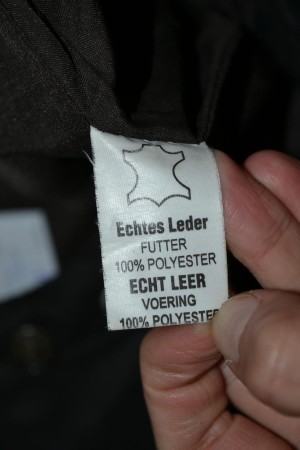 Echtes Leder
FUTTER
100% POLYESTER
ECHT LEER
VOERING
100% POLYESTER